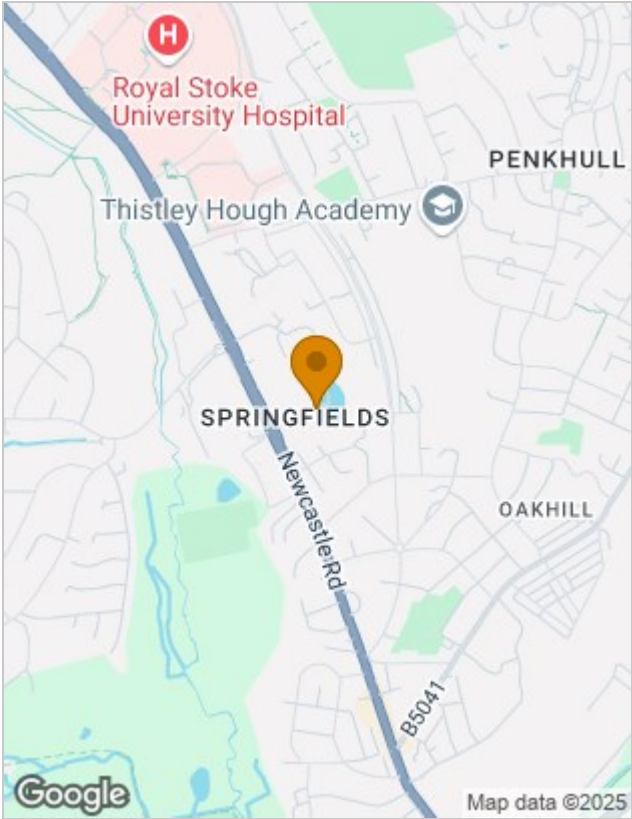 H
Royal Stoke
University Hospital
PENKHULL
Thistley Hough Academy
SPRINGFIELDS
Newcastle Rd
OAKHILL
B5041
Google
Map data ©2025